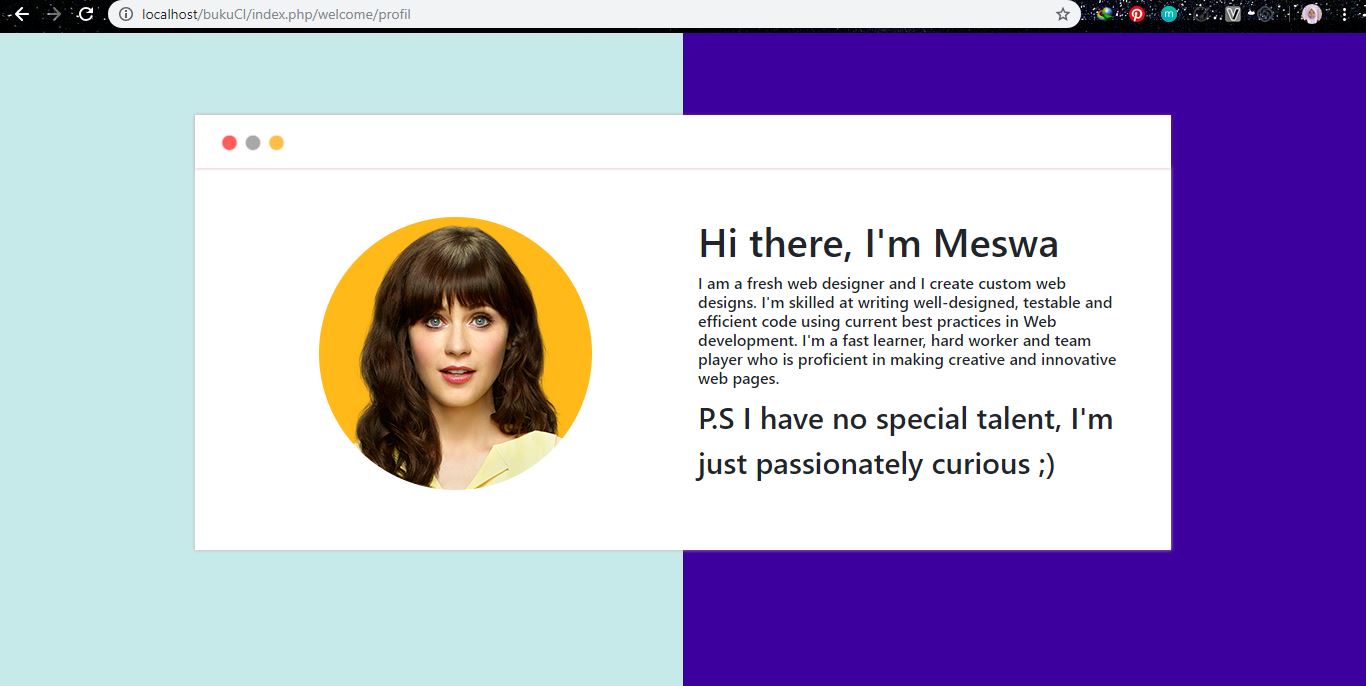 localhost/bukuCI/index.php/welcome/profil
Hi there, I'm Meswa
I am a fresh web designer and I create custom web
designs. I'm skilled at writing well-designed, testable and
efficient code using current best practices in Web
development. I'm a fast learner, hard worker and team
player who is proficient in making creative and innovative
web pages.
P.S I have no special talent, I'm
just passionately curious ;)